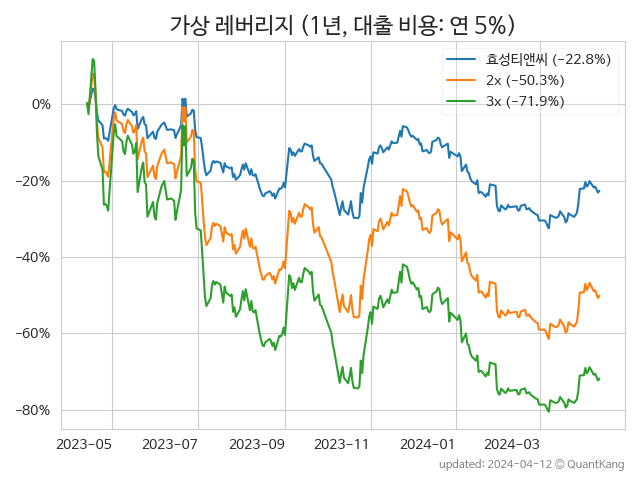 가상 레버리지 (1년, 대출 비용: 연 5%)
효성티앤씨 (−22.8%)
2x (−50.3%)
3x (−71.9%)
0%
−20%
−40%
−60%
−80%
2023-05 2023-07 2023-09 2023-11 2024-01 2024-03
updated: 2024-04-12 © QuantKang